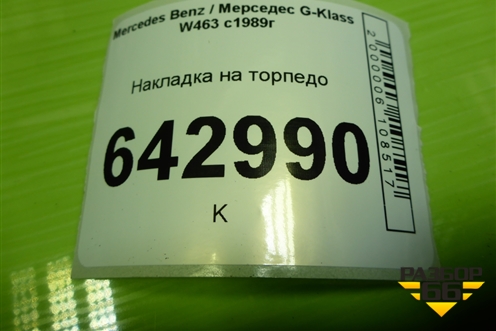 Mercedes Benz / Мерседес G-Klass
W463 с1989г
Накладка на торпедо
642990
К
2000006108517
РАЗБОР
66